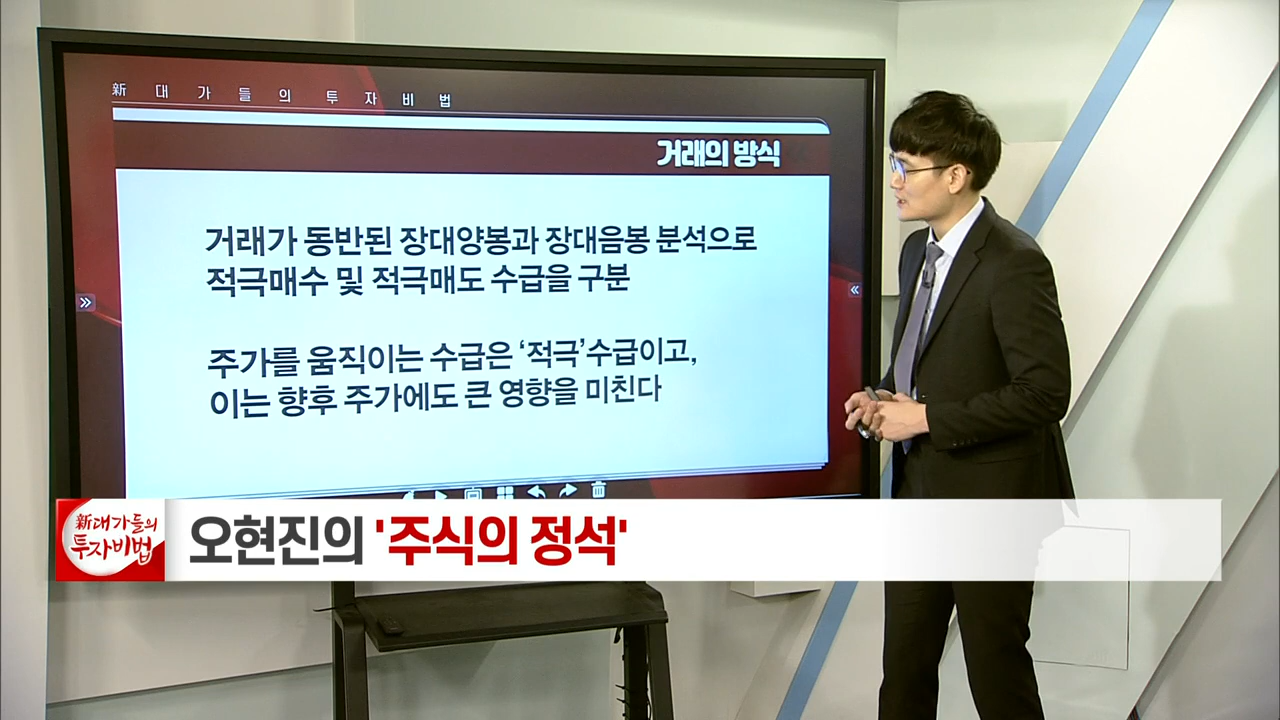 新 대 가 들 의 투 자 비 법
거래의 방식
거래가 동반된 장대양봉과 장대음봉 분석으로
적극매수 및 적극매도 수급을 구분
주가를 움직이는 수급은 ‘적극’수급이고,
이는 향후 주가에도 큰 영향을 미친다
新대가들의
투자비법
오현진의 '주식의 정석'